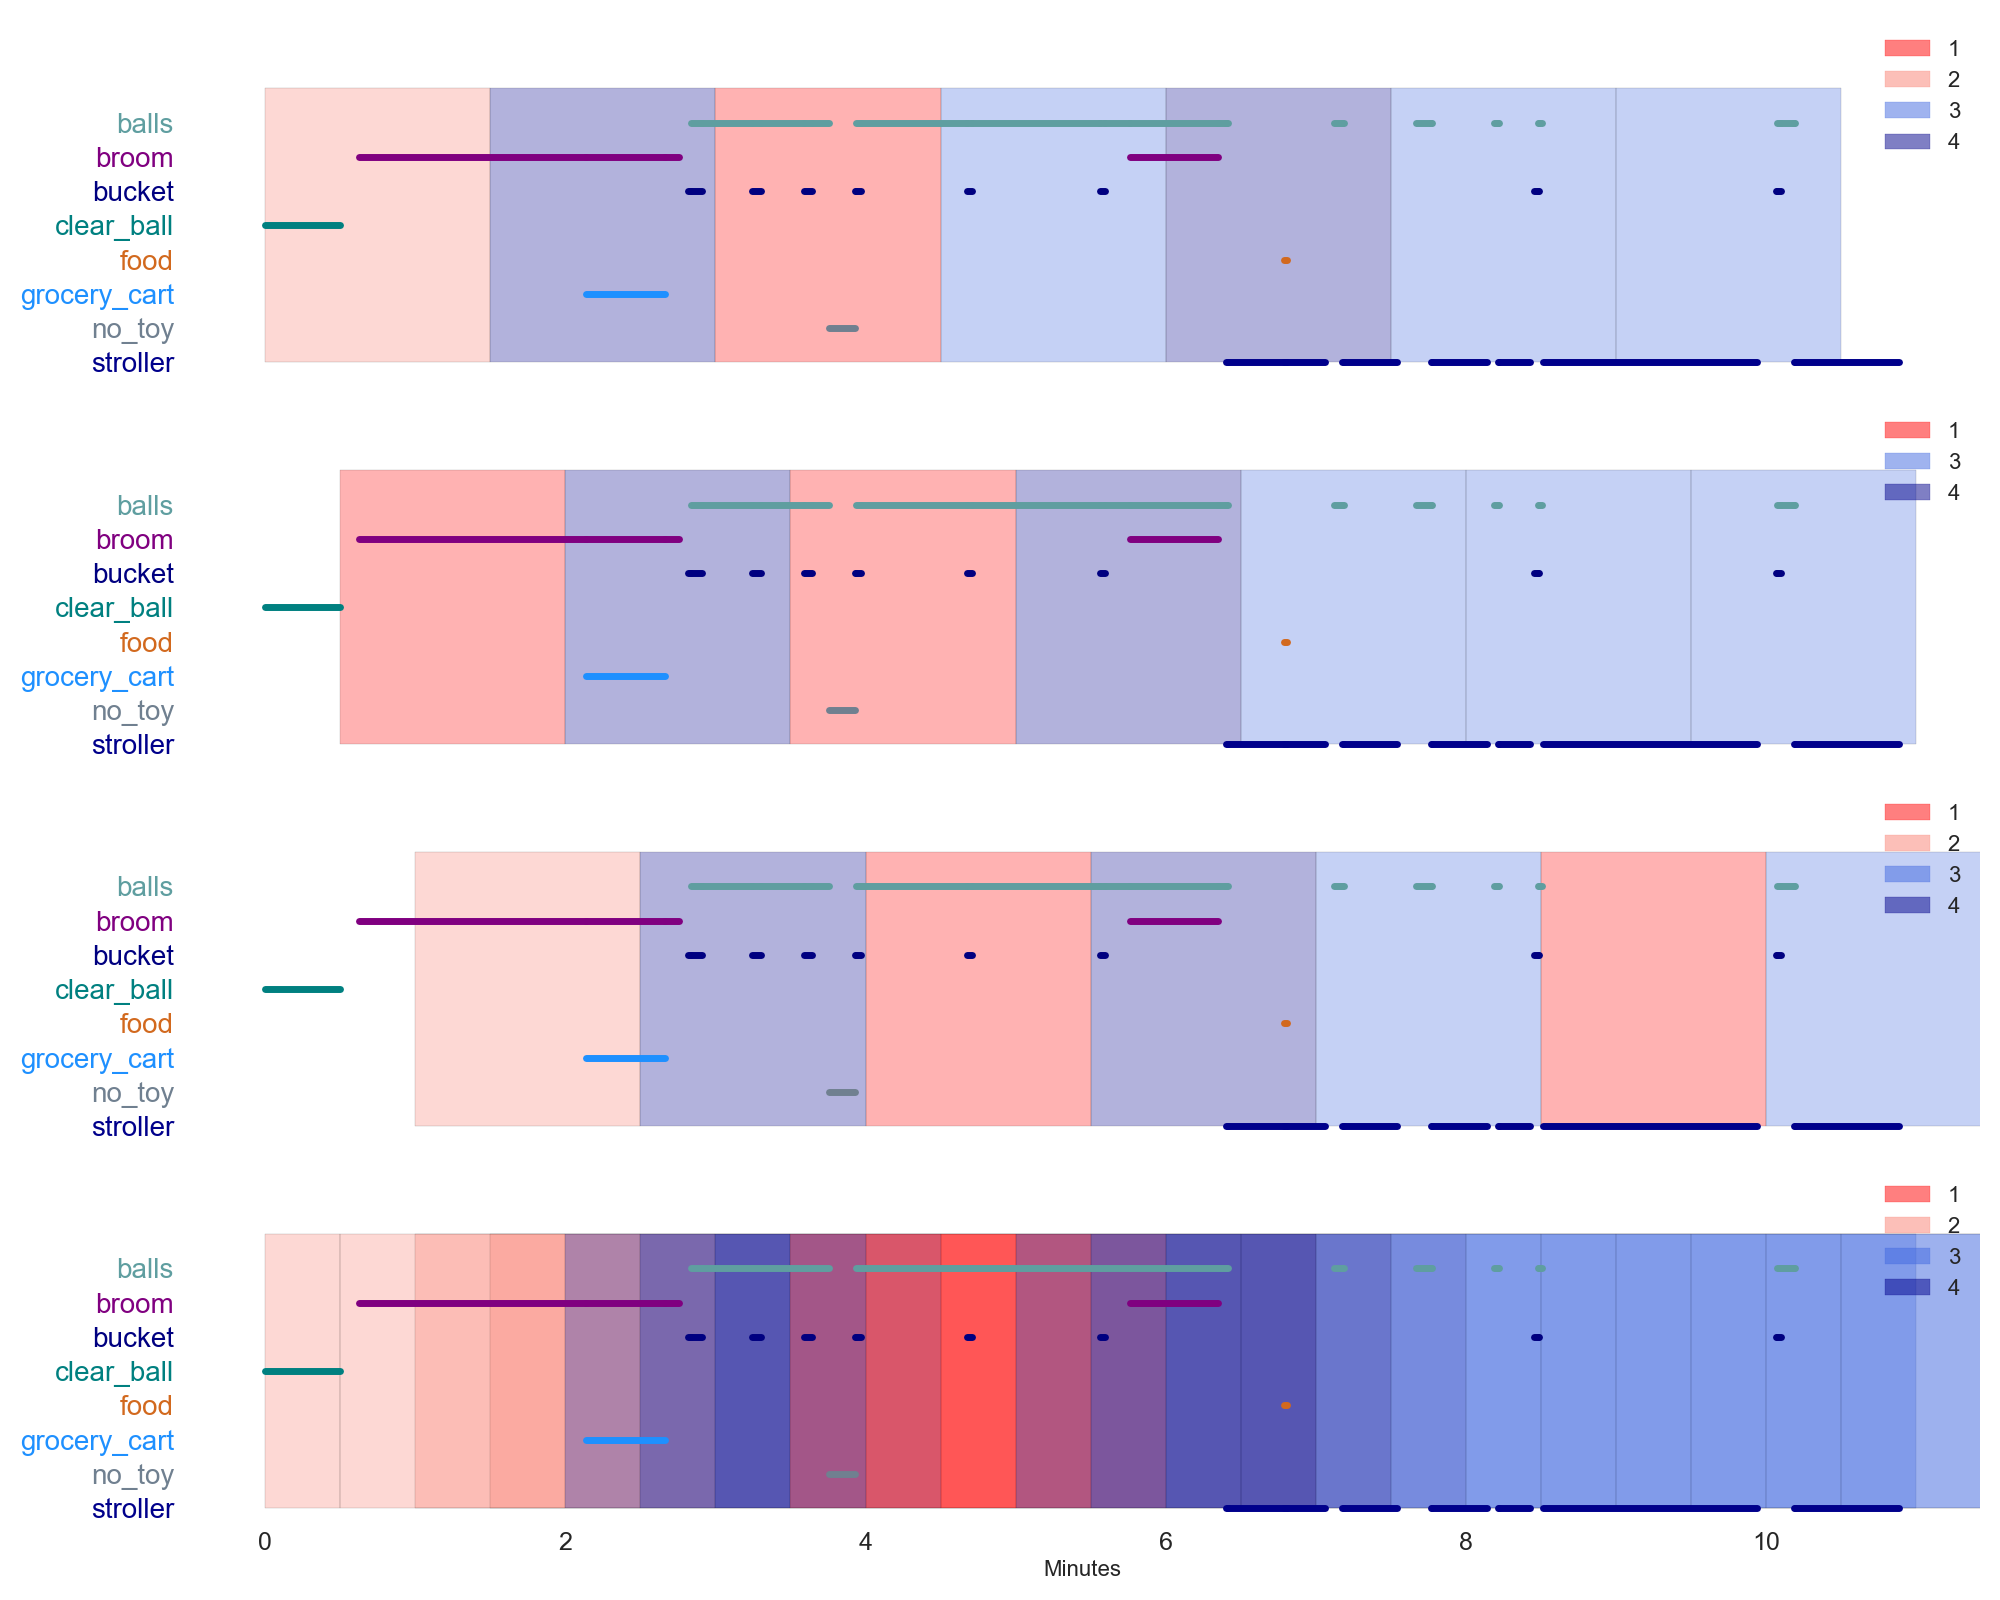 1
2
3
4
balls
broom
bucket
clear_ball
food
grocery_cart
no_toy
stroller
1
3
4
balls
broom
bucket
clear_ball
food
grocery_cart
no_toy
stroller
1
2
3
4
balls
broom
bucket
clear_ball
food
grocery_cart
no_toy
stroller
1
2
3
4
balls
broom
bucket
clear_ball
food
grocery_cart
no_toy
stroller
0 2 4 6 8 10
Minutes